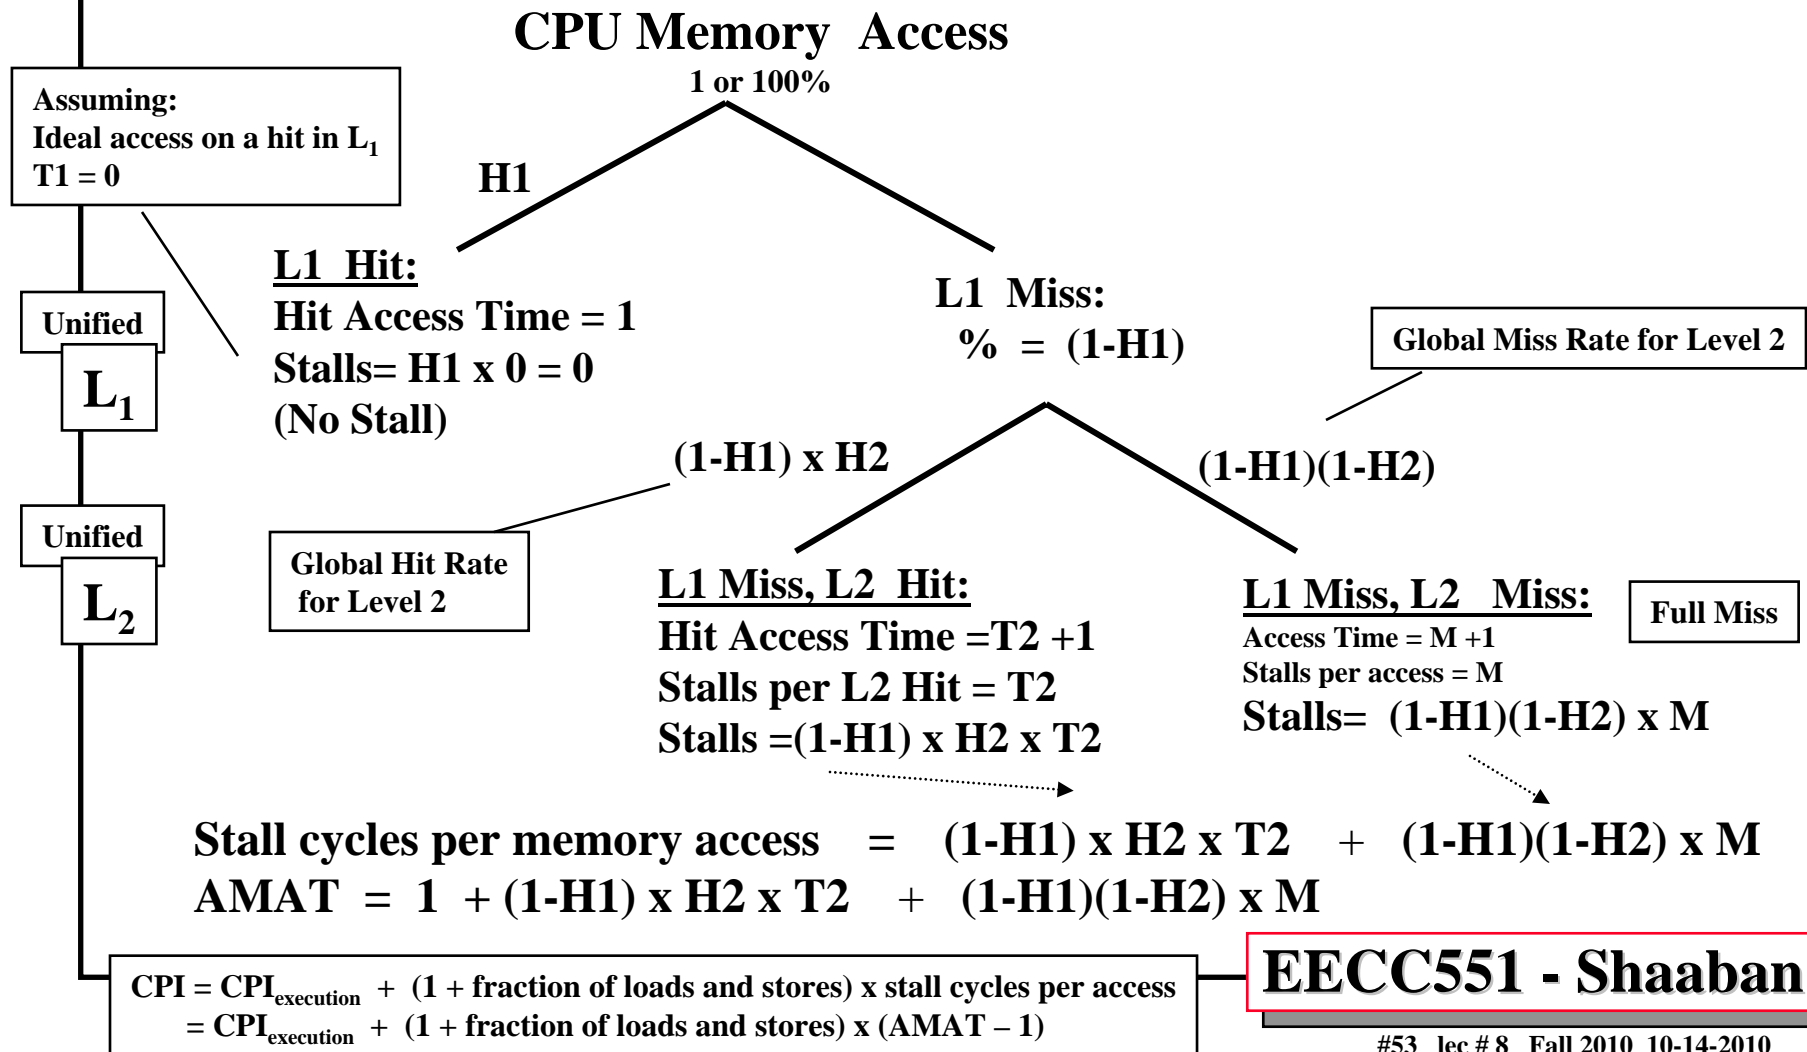 CPU Memory Access
1 or 100%
Assuming:
Ideal access on a hit in L1
T1 = 0
H1
L1 Hit:
Hit Access Time = 1
Stalls= H1 x 0 = 0
(No Stall)
L1 Miss:
% = (1-H1)
Unified
L1
Global Miss Rate for Level 2
(1-H1) x H2
(1-H1)(1-H2)
Unified
L2
Global Hit Rate
for Level 2
L1 Miss, L2 Hit:
Hit Access Time =T2 +1
Stalls per L2 Hit = T2
Stalls =(1-H1) x H2 x T2
L1 Miss, L2 Miss:
Access Time = M +1
Stalls per access = M
Stalls= (1-H1)(1-H2) x M
Full Miss
Stall cycles per memory access = (1-H1) x H2 x T2 + (1-H1)(1-H2) x M
AMAT = 1 + (1-H1) x H2 x T2 + (1-H1)(1-H2) x M
CPI = CPIexecution + (1 + fraction of loads and stores) x stall cycles per access
= CPIexecution + (1 + fraction of loads and stores) x (AMAT – 1)
EECC551 - Shaaban
#53 lec # 8 Fall 2010 10-14-2010